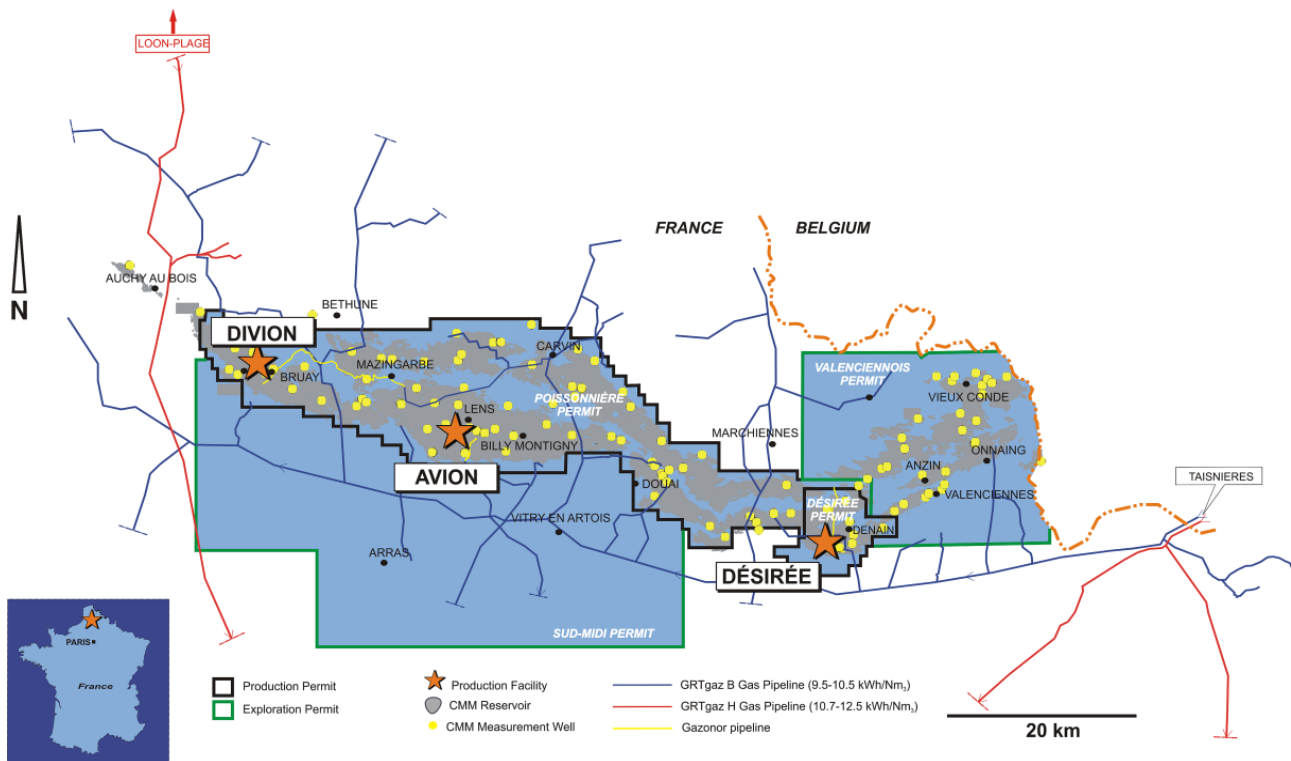 LOON-PLAGE
FRANCE
BELGIUM
AUCHY AU BOIS
N
BETHUNE
DIVION
CARVIN
MAZINGARBE
BRUAY
VALENCIENNOIS
PERMIT
VIEUX CONDE
POISSONNIÈRE
PERMIT
LENS
MARCHIENNES
BILLY MONTIGNY
ONNAING
AVION
ANZIN
DOUAI
VALENCIENNES
TAISNIERES
DÉSIRÉE
PERMIT
VITRY EN ARTOIS
DENAIN
ARRAS
DÉSIRÉE
SUD-MIDI PERMIT
PARIS
France
Production Permit
Exploration Permit
Production Facility
CMM Reservoir
CMM Measurement Well
GRTgaz B Gas Pipeline (9.5-10.5 kWh/Nm3)
GRTgaz H Gas Pipeline (10.7-12.5 kWh/Nm3)
Gazonor pipeline
20 km